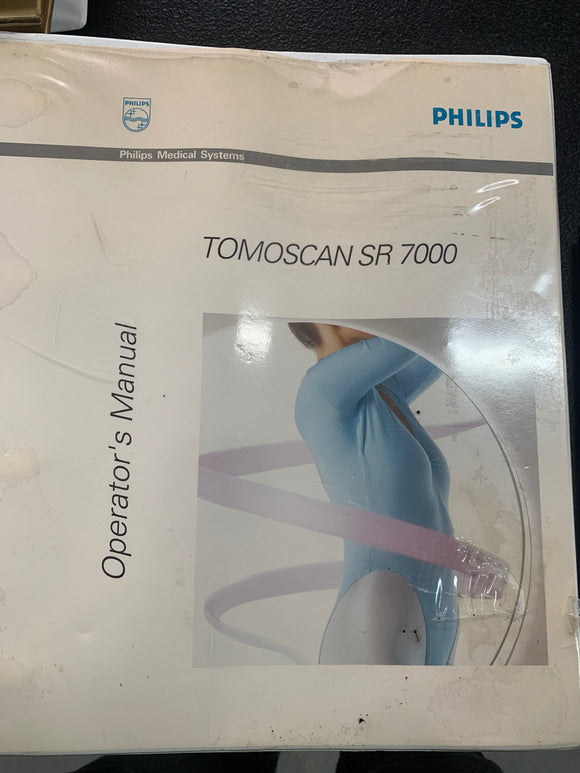 PHILIPS
PHILIPS
Philips Medical Systems
TOMOSCAN SR 7000
Operator's Manual